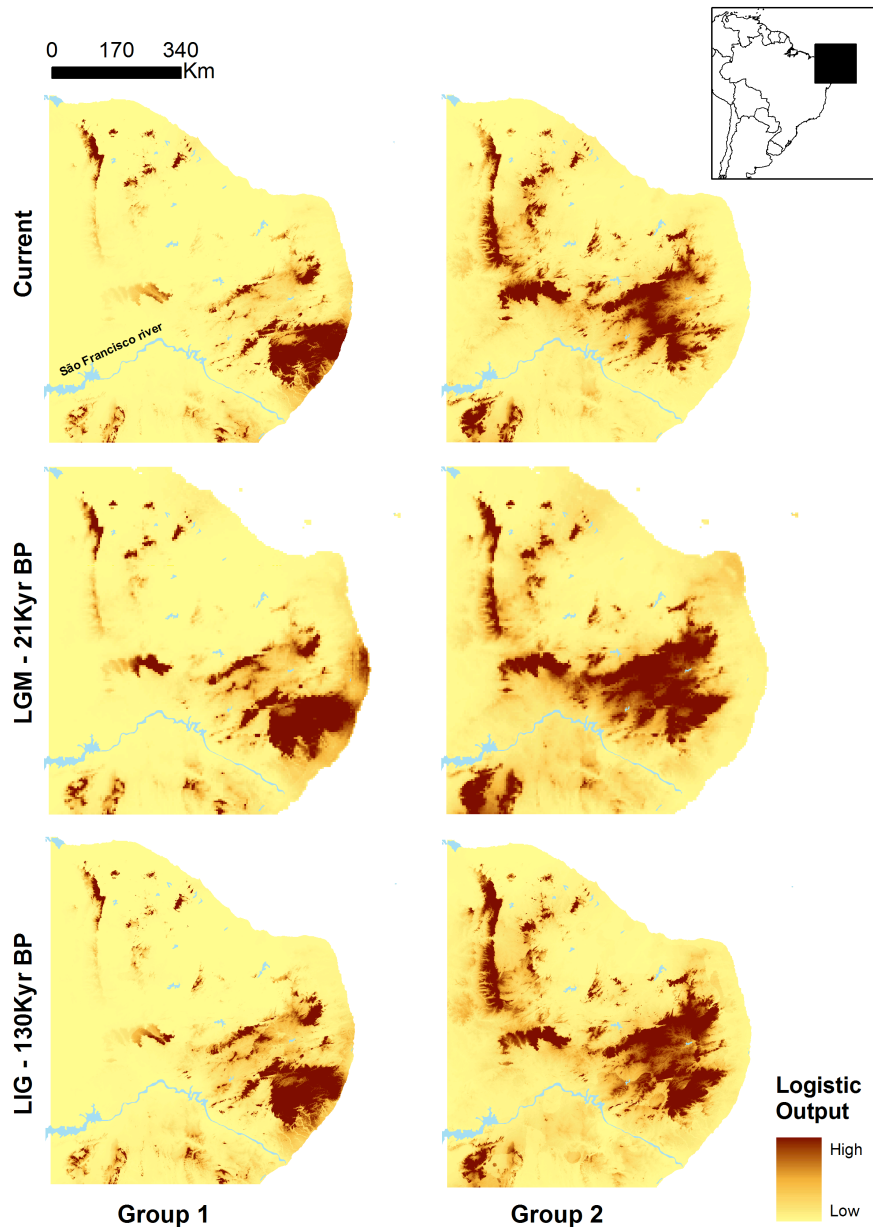 0 170 340
Km
Current
São Francisco river
LGM - 21Kyr BP
LIG - 130Kyr BP
Logistic
Output
High
Low
Group 1
Group 2